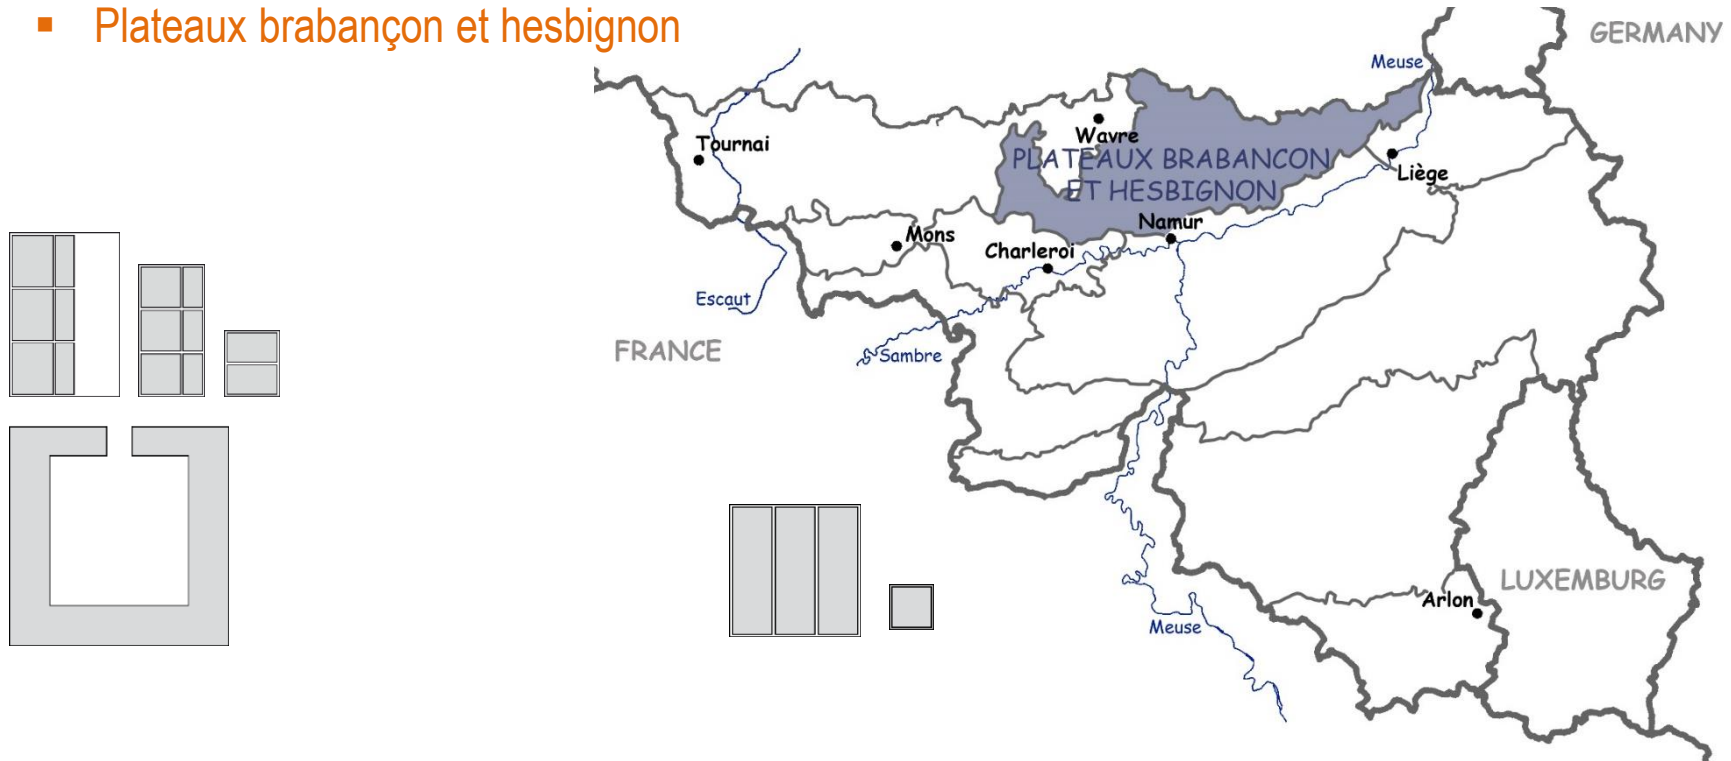 ▪ Plateaux brabançon et hesbignon
GERMANY
Meuse
Wavre
Tournai
PLATEAUX BRABANCON
ET HESBIGNON
Liège
Namur
Mons
Charleroi
Escaut
FRANCE
Sambre
LUXEMBURG
Arlon
Meuse